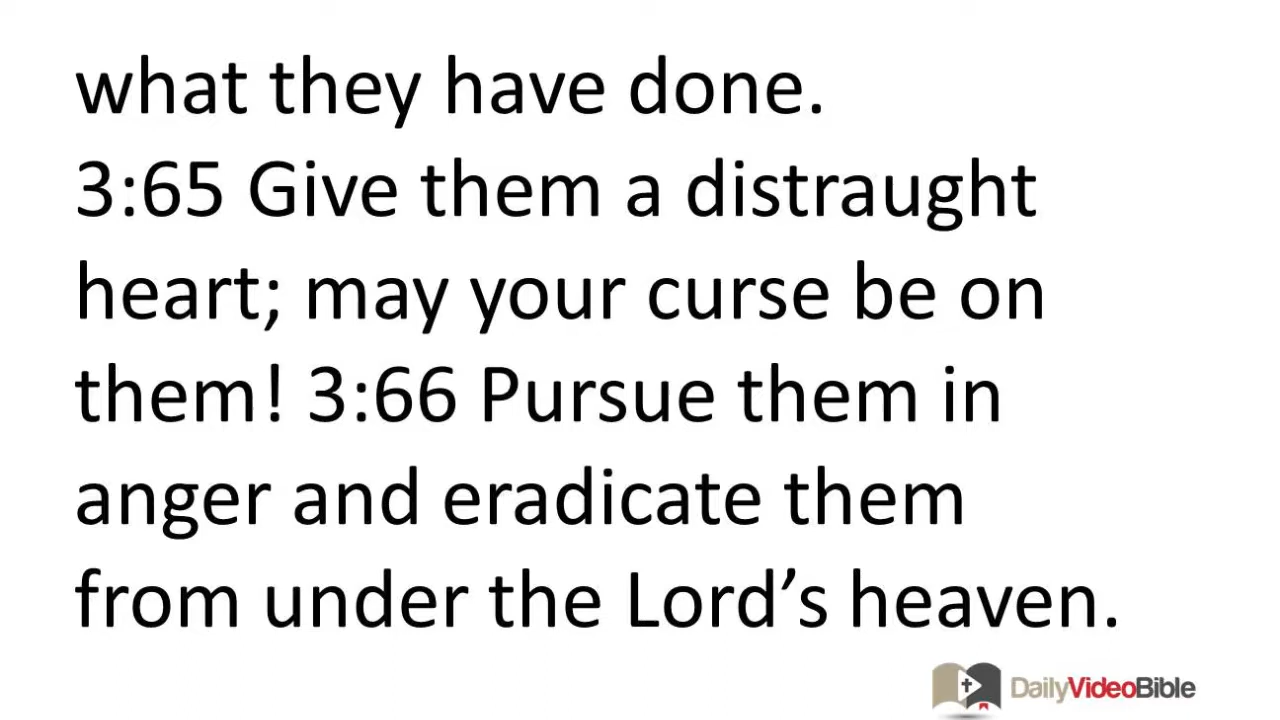 what they have done.
3:65 Give them a distraught
heart; may your curse be on
them! 3:66 Pursue them in
anger and eradicate them
from under the Lord’s heaven.
DailyVideoBible